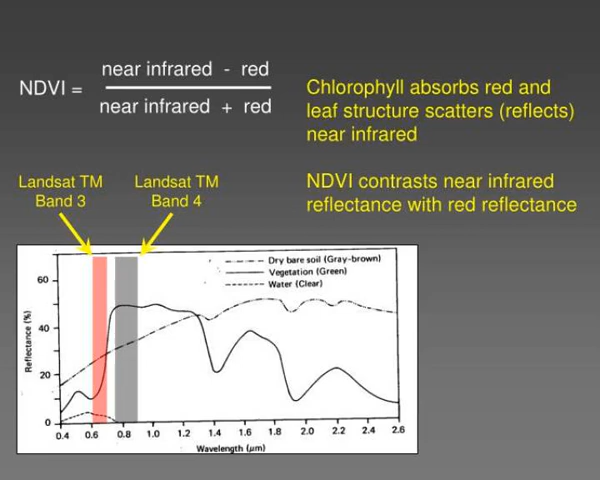 NDVI =
near infrared - red
near infrared + red
Chlorophyll absorbs red and
leaf structure scatters (reflects)
near infrared
NDVI contrasts near infrared
reflectance with red reflectance
Landsat TM
Band 3
Landsat TM
Band 4
Dry bare soil (Gray-brown)
Vegetation (Green)
Water (Clear)
Reflectance (%)
60
40
20
0
0.4 0.6 0.8 1.0 1.2 1.4 1.6 1.8 2.0 2.2 2.4 2.6
Wavelength (μm)